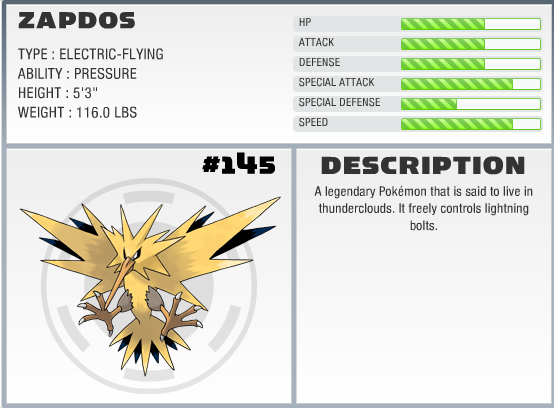 ZAPDOS
TYPE : ELECTRIC-FLYING
ABILITY : PRESSURE
HEIGHT : 5'3"
WEIGHT : 116.0 LBS
HP
ATTACK
DEFENSE
SPECIAL ATTACK
SPECIAL DEFENSE
SPEED
#145
DESCRIPTION
A legendary Pokémon that is said to live in
thunderclouds. It freely controls lightning
bolts.